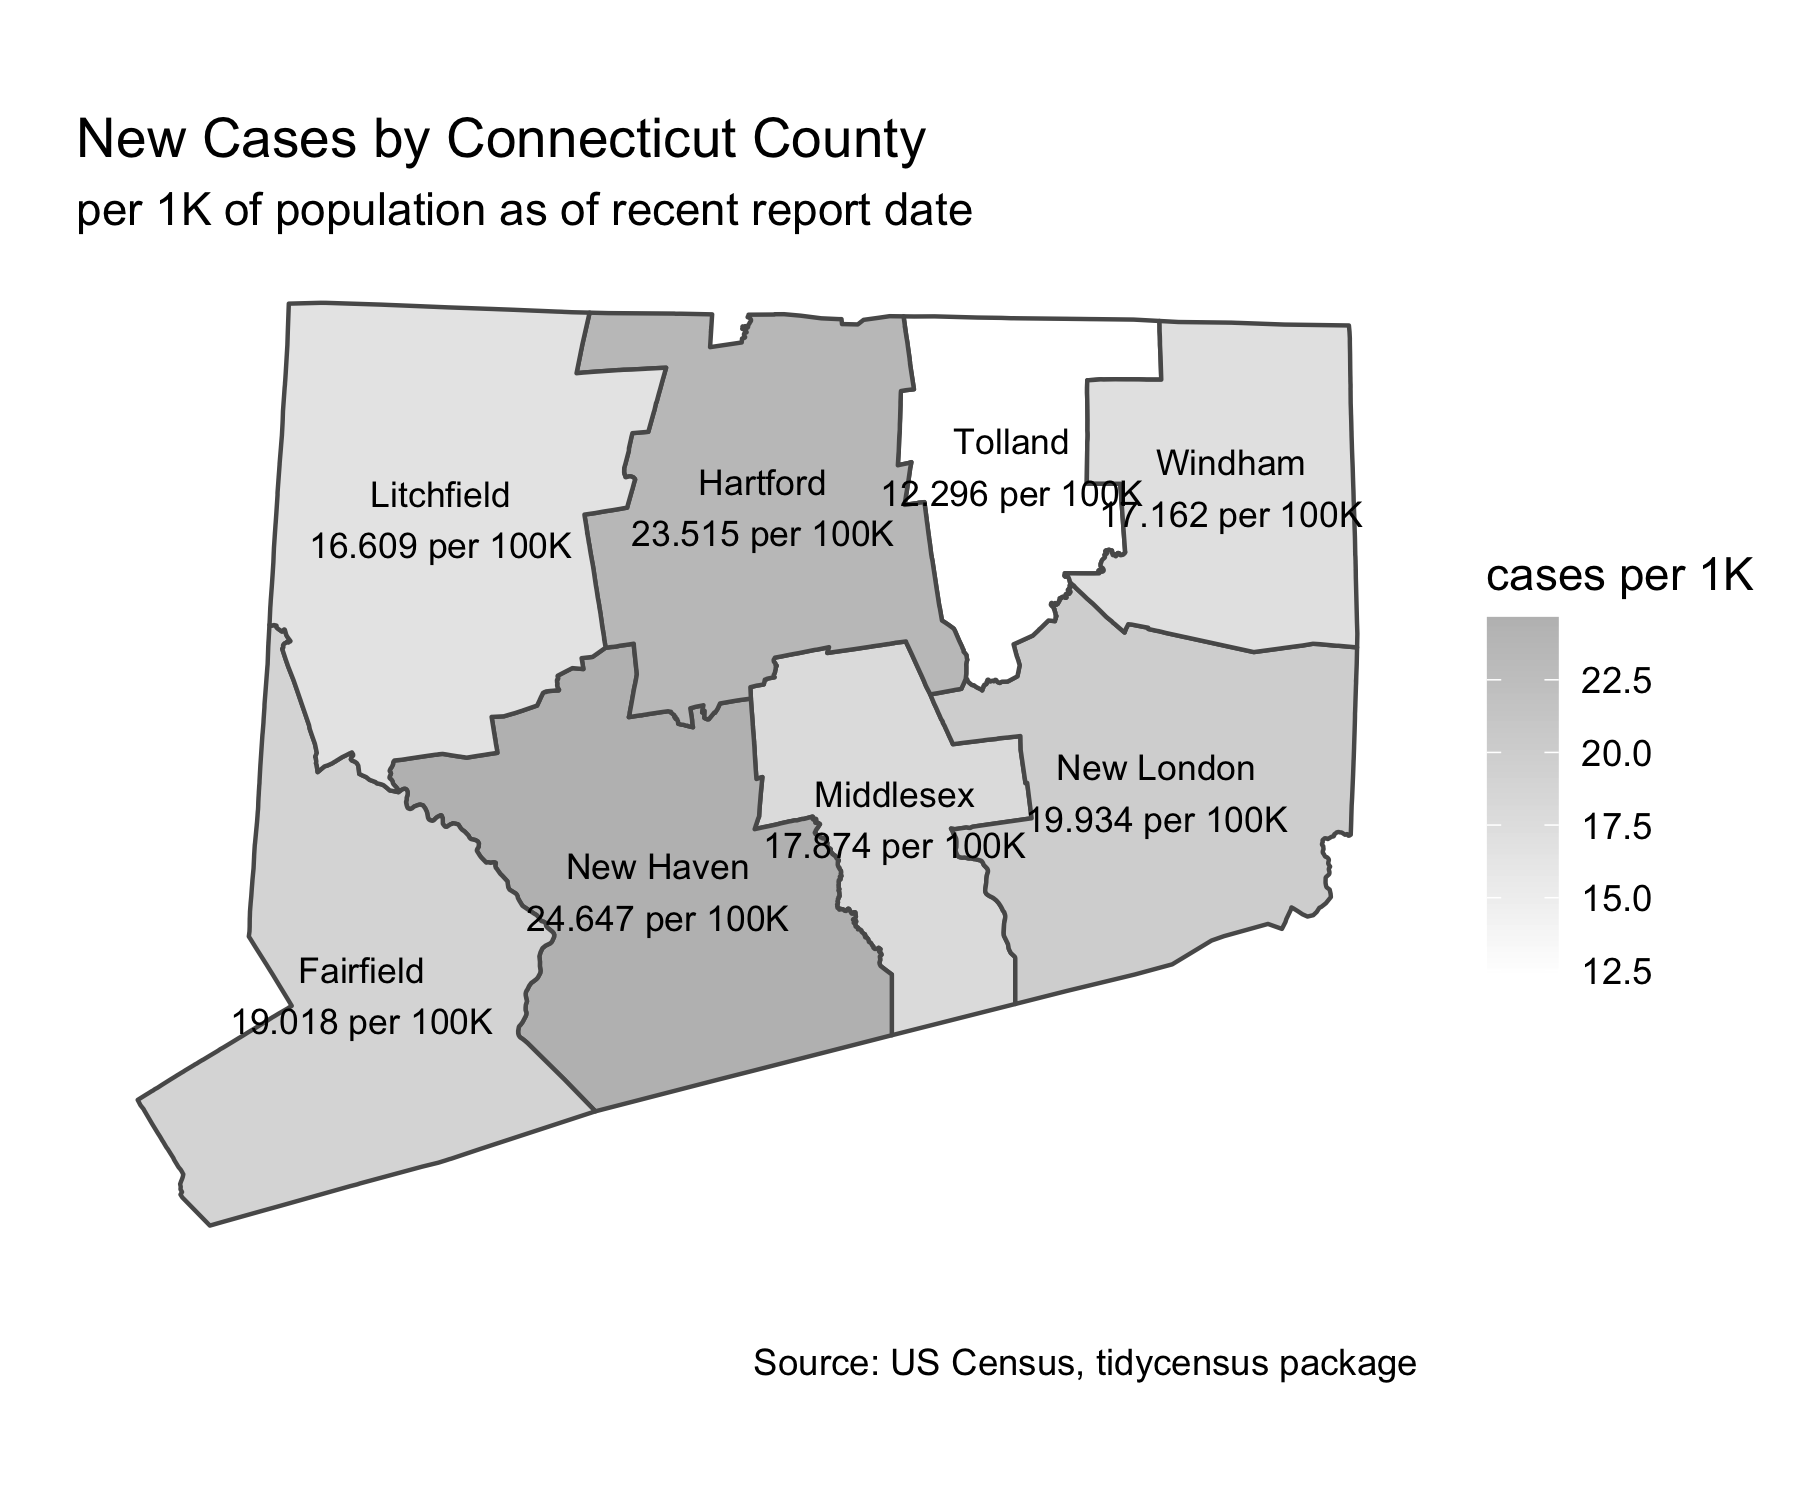 New Cases by Connecticut County
per 1K of population as of recent report date
Tolland
12.296 per 100K
Windham
17.162 per 100K
Litchfield
16.609 per 100K
Hartford
23.515 per 100K
cases per 1K
22.5
20.0
17.5
15.0
12.5
New London
19.934 per 100K
Middlesex
17.874 per 100K
New Haven
24.647 per 100K
Fairfield
19.018 per 100K
Source: US Census, tidycensus package